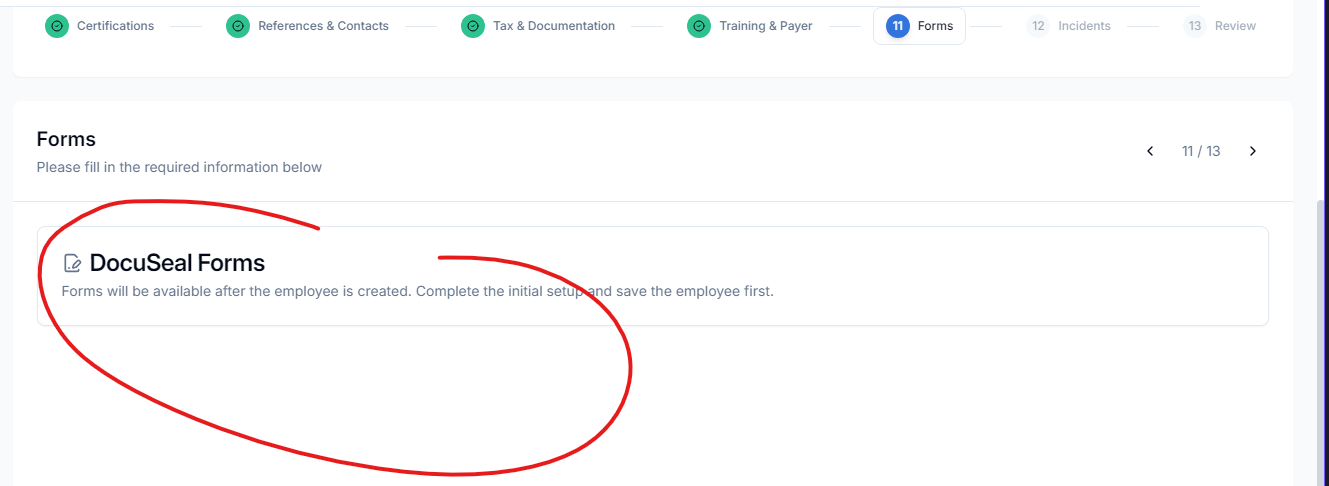 Certifications References & Contacts Tax & Documentation Training & Payer 11 Forms 12 Incidents 13 Review
Forms
Please fill in the required information below
11 / 13
DocuSeal Forms
Forms will be available after the employee is created. Complete the initial setup and save the employee first.